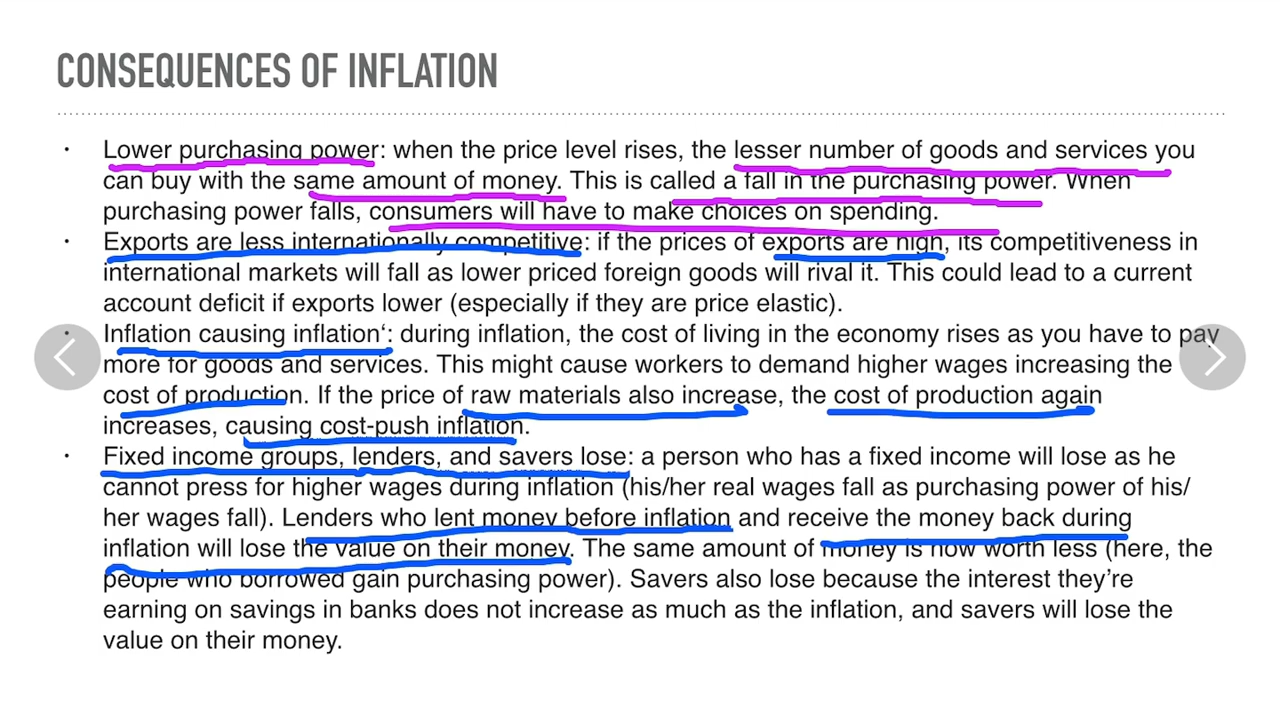 CONSEQUENCES OF INFLATION
· Lower purchasing power: when the price level rises, the lesser number of goods and services you
can buy with the same amount of money. This is called a fall in the purchasing power. When
purchasing power falls, consumers will have to make choices on spending.
· Exports are less internationally competitive: if the prices of exports are high, its competitiveness in
international markets will fall as lower priced foreign goods will rival it. This could lead to a current
account deficit if exports lower (especially if they are price elastic).
· Inflation causing inflation‘: during inflation, the cost of living in the economy rises as you have to pay
more for goods and services. This might cause workers to demand higher wages increasing the
cost of production. If the price of raw materials also increase, the cost of production again
increases, causing cost-push inflation.
· Fixed income groups, lenders, and savers lose: a person who has a fixed income will lose as he
cannot press for higher wages during inflation (his/her real wages fall as purchasing power of his/
her wages fall). Lenders who lent money before inflation and receive the money back during
inflation will lose the value on their money. The same amount of money is now worth less (here, the
people who borrowed gain purchasing power). Savers also lose because the interest they’re
earning on savings in banks does not increase as much as the inflation, and savers will lose the
value on their money.